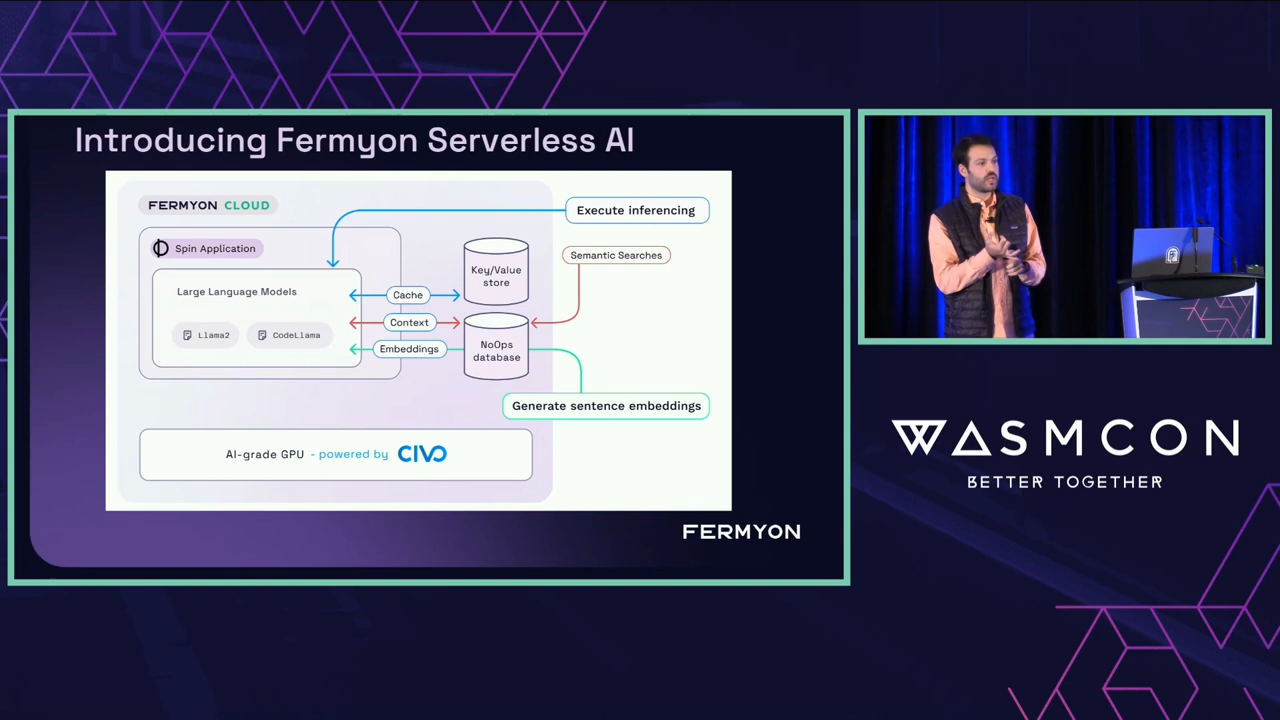 Introducing Fermyon Serverless AI
FERMYON CLOUD
Execute inferencing
Spin Application
Semantic Searches
Key/Value
store
Large Language Models
Cache
Llama2
CodeLlama
Context
Embeddings
NoOps
database
Generate sentence embeddings
AI-grade GPU - powered by CIVO
FERMYON
WASMCON
BETTER TOGETHER